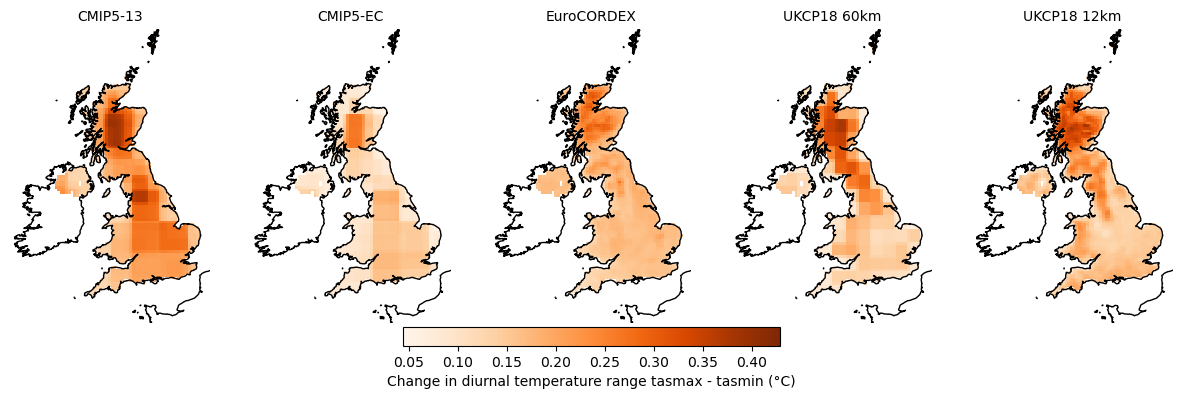 CMIP5-13
CMIP5-EC
EuroCORDEX
UKCP18 60km
UKCP18 12km
0.05 0.10 0.15 0.20 0.25 0.30 0.35 0.40
Change in diurnal temperature range tasmax - tasmin (°C)